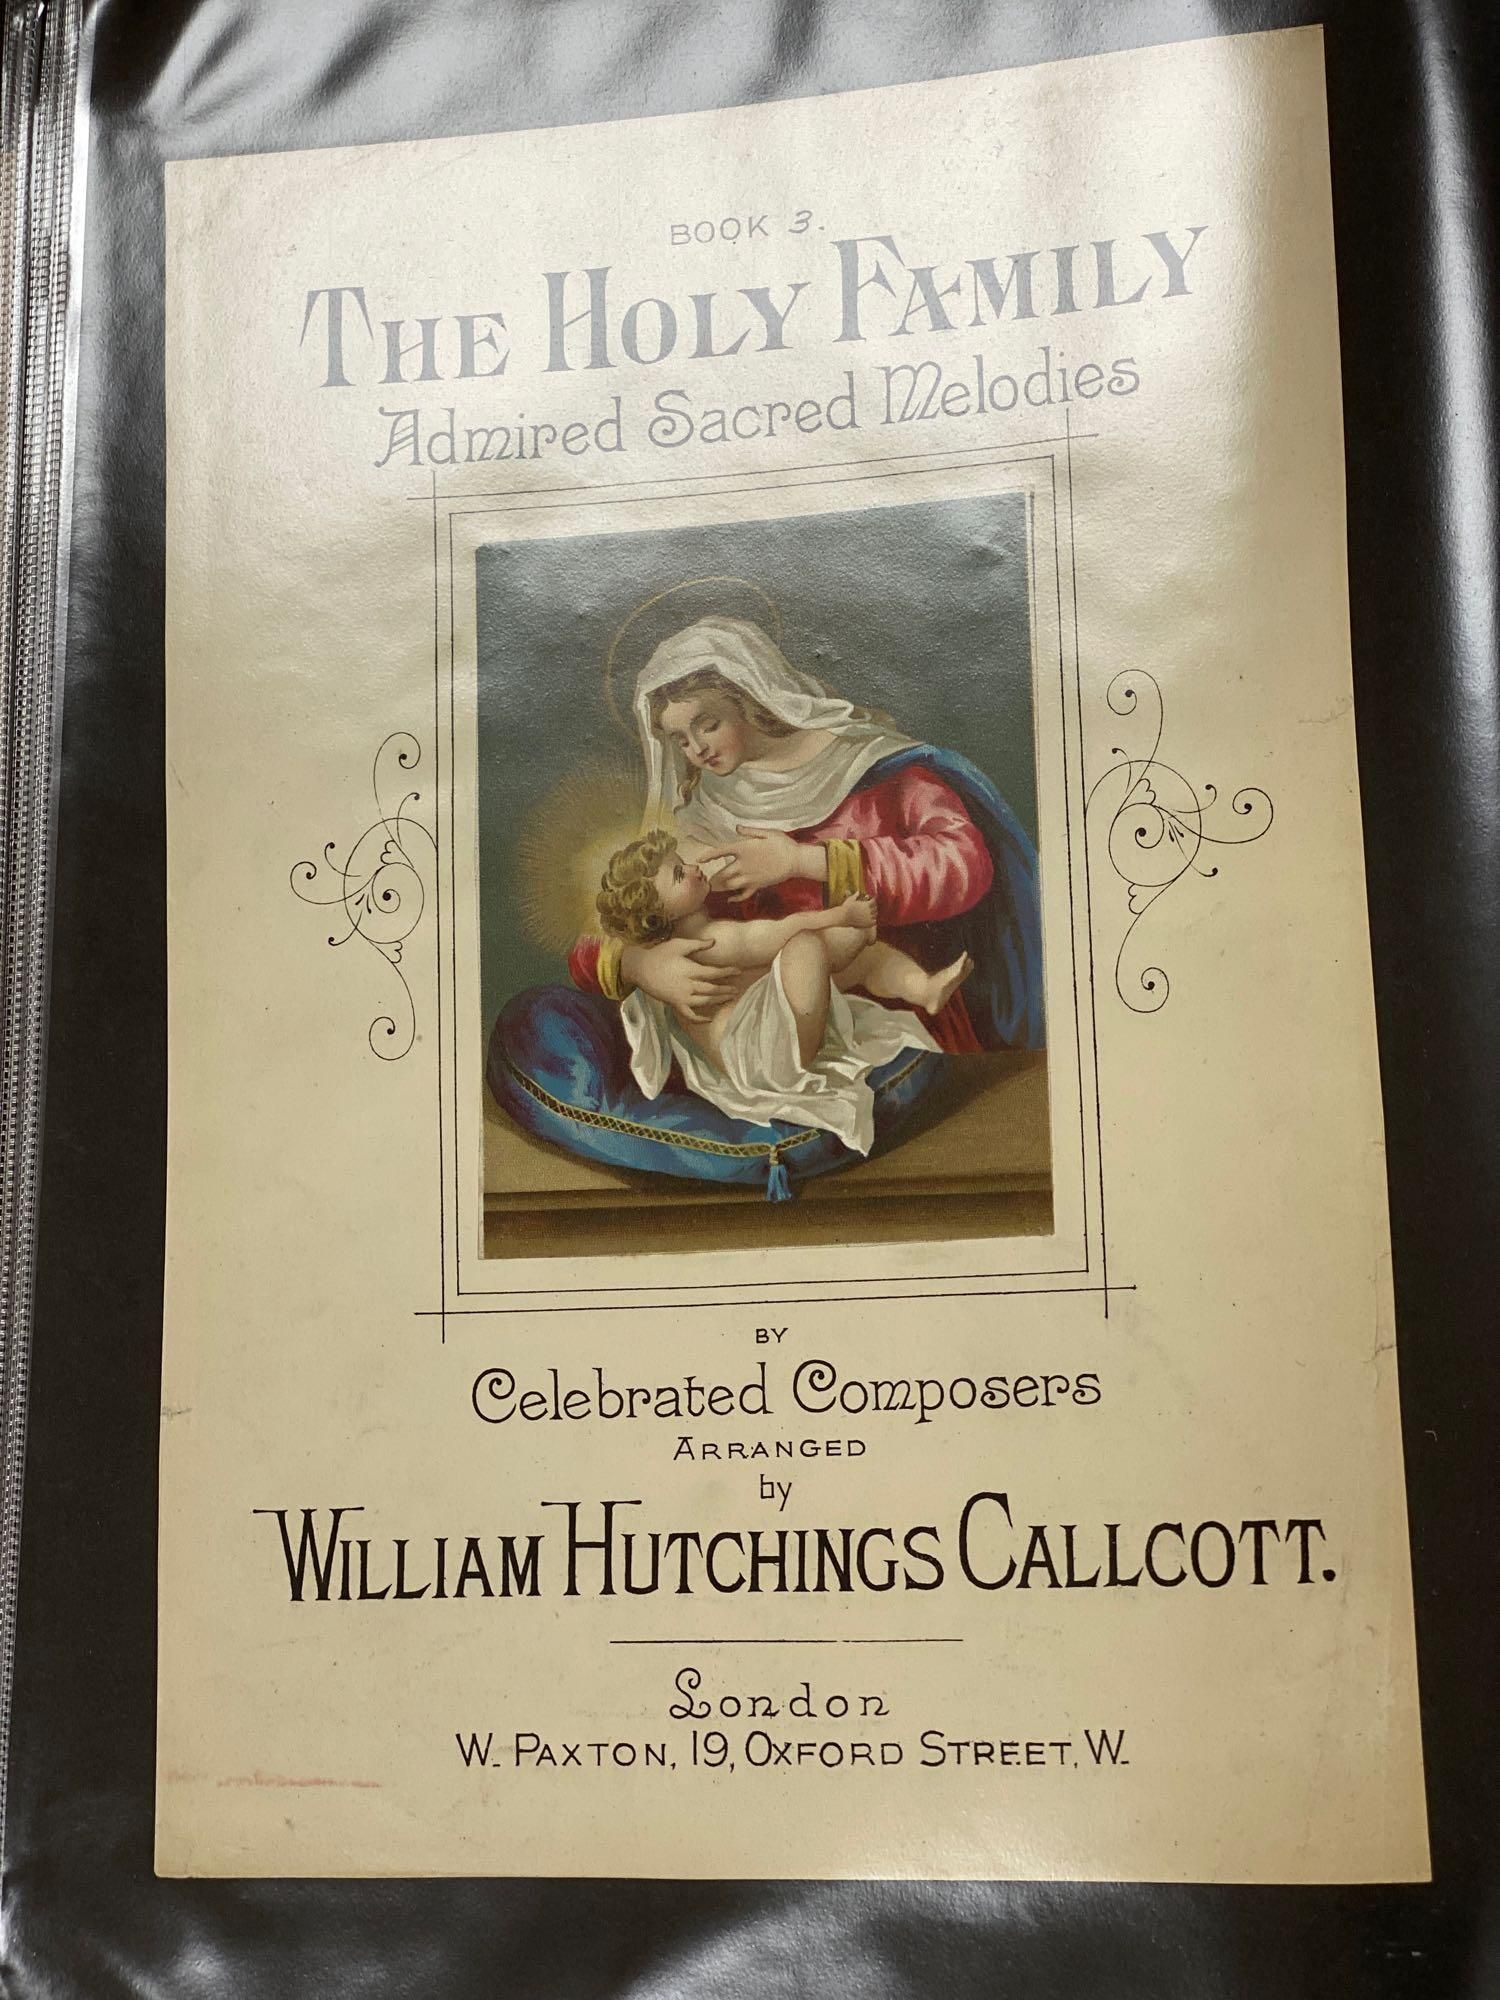 BOOK 3.
THE HOLY FAMILY
Admired Sacred Melodies
BY
Celebrated Composers
ARRANGED
by
WILLIAM HUTCHINGS CALLCOTT.
London
W. PAXTON, 19, OXFORD STREET, W.